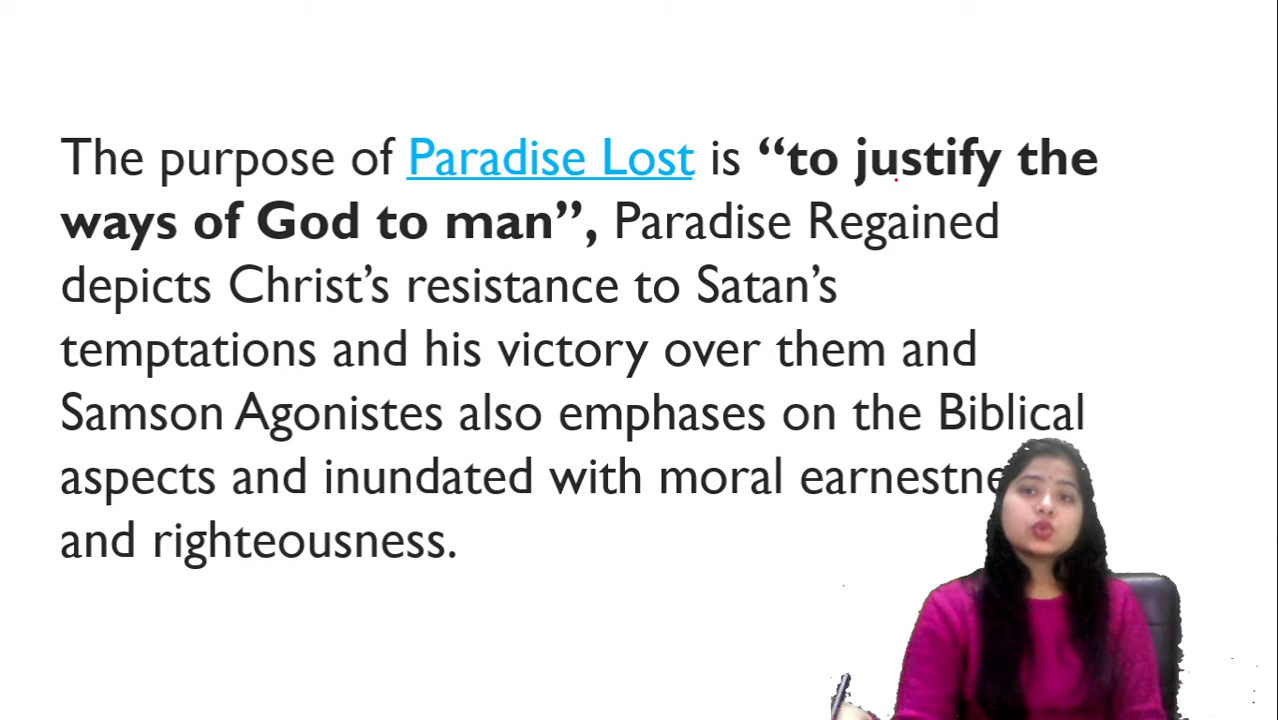 The purpose of Paradise Lost is “to justify the
ways of God to man”, Paradise Regained
depicts Christ’s resistance to Satan’s
temptations and his victory over them and
Samson Agonistes also emphases on the Biblical
aspects and inundated with moral
and righteousness.